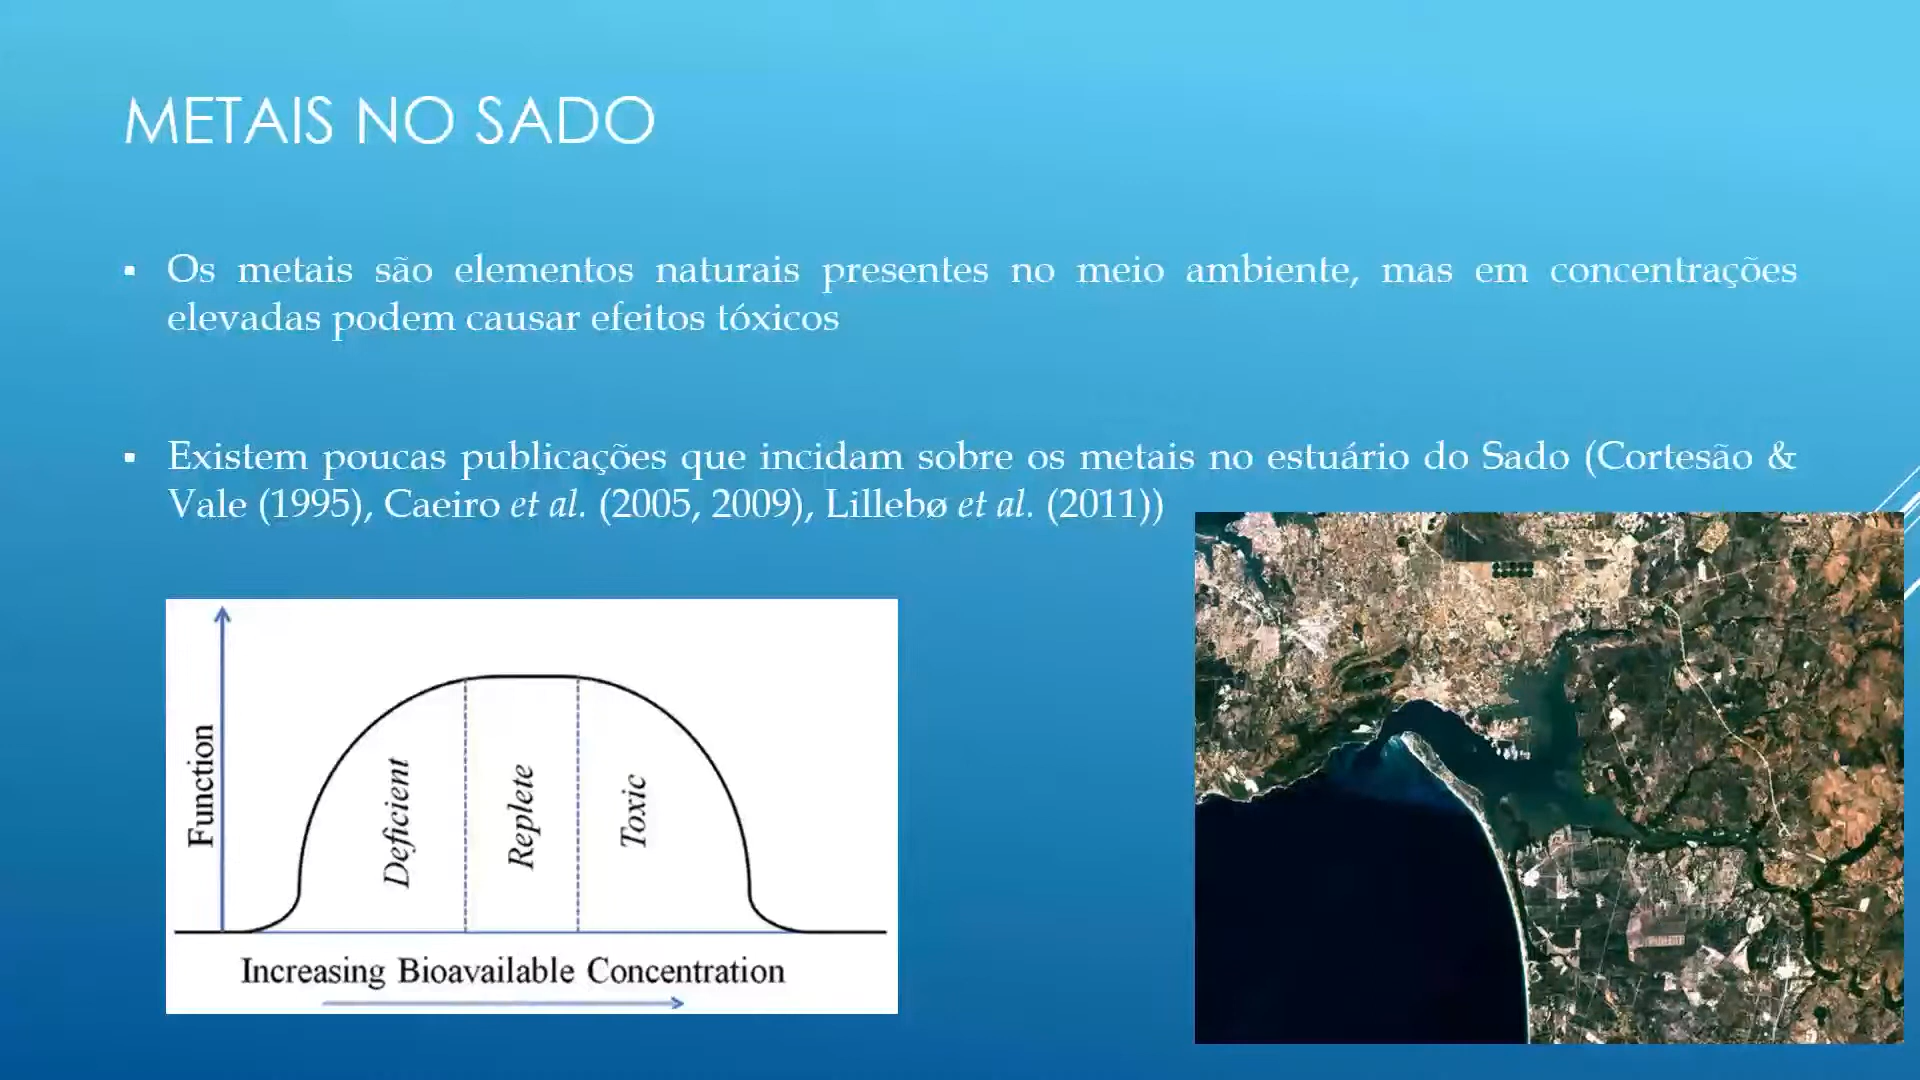 METAIS NO SADO
▪ Os metais são elementos naturais presentes no meio ambiente, mas em concentrações
elevadas podem causar efeitos tóxicos
▪ Existem poucas publicações que incidam sobre os metais no estuário do Sado (Cortesão &
Vale (1995), Caeiro et al. (2005, 2009), Lillebø et al. (2011))
Function
Deficient
Replete
Toxic
Increasing Bioavailable Concentration